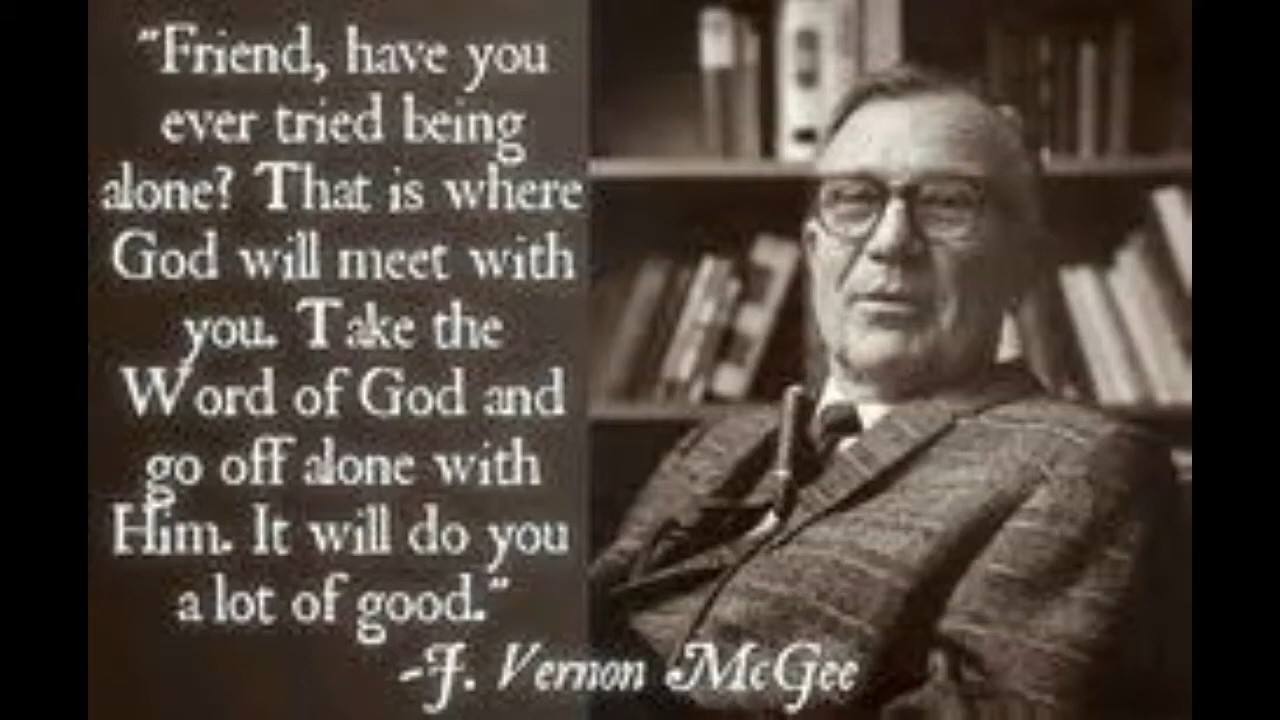 "Friend, have you
ever tried being
alone? That is where
God will meet with
you. Take the
Word of God and
go off alone with
Him. It will do you
a lot of good."
-J. Vernon McGee